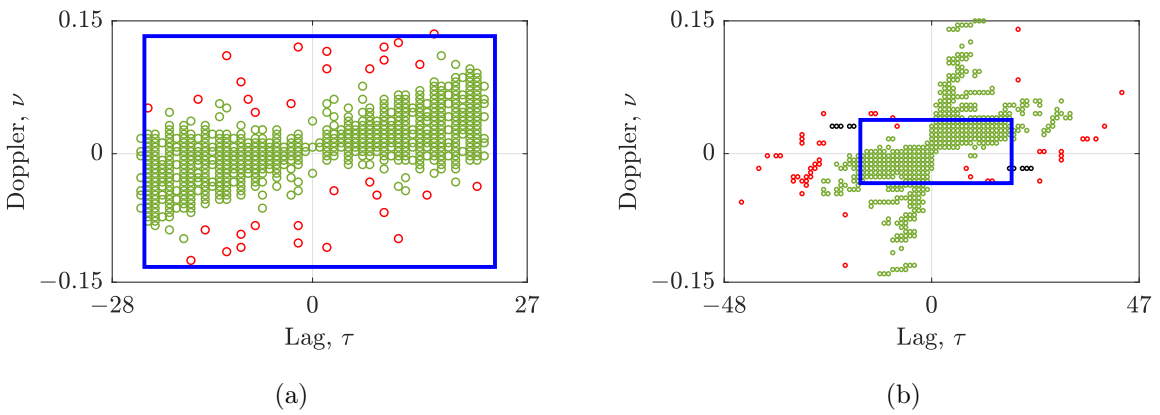 0.15
0
−0.15
Doppler, ν
−28
0
27
Lag, τ
(a)
0.15
0
−0.15
Doppler, ν
−48
0
47
Lag, τ
(b)